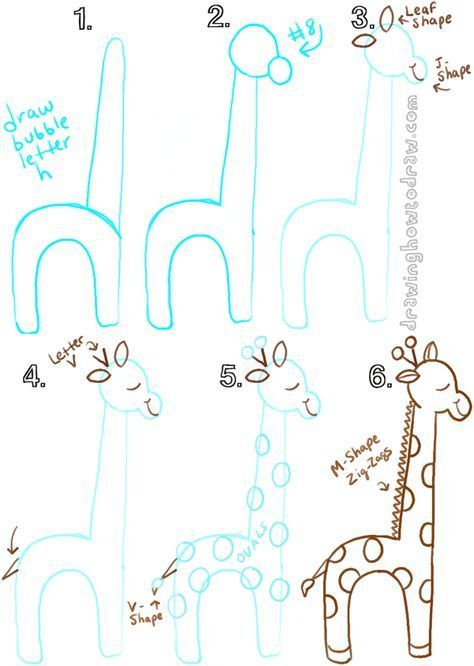 1.
draw
bubble
letter
h
2.
#8
3.
Leaf
shape
J-
Shape
drawinghowtodraw.com
4.
Letter
V
5.
OVALS
V-
Shape
6.
M-Shape
Zig-Zags